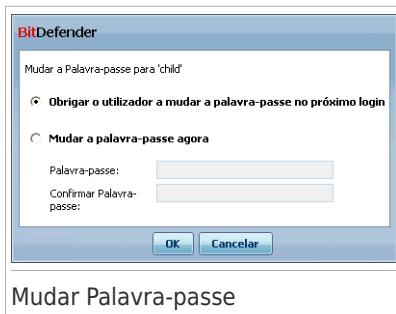 BitDefender
Mudar a Palavra-passe para 'child'
Obrigar o utilizador a mudar a palavra-passe no próximo login
Mudar a palavra-passe agora
Palavra-passe:
Confirmar Palavra-
passe:
OK Cancelar
Mudar Palavra-passe